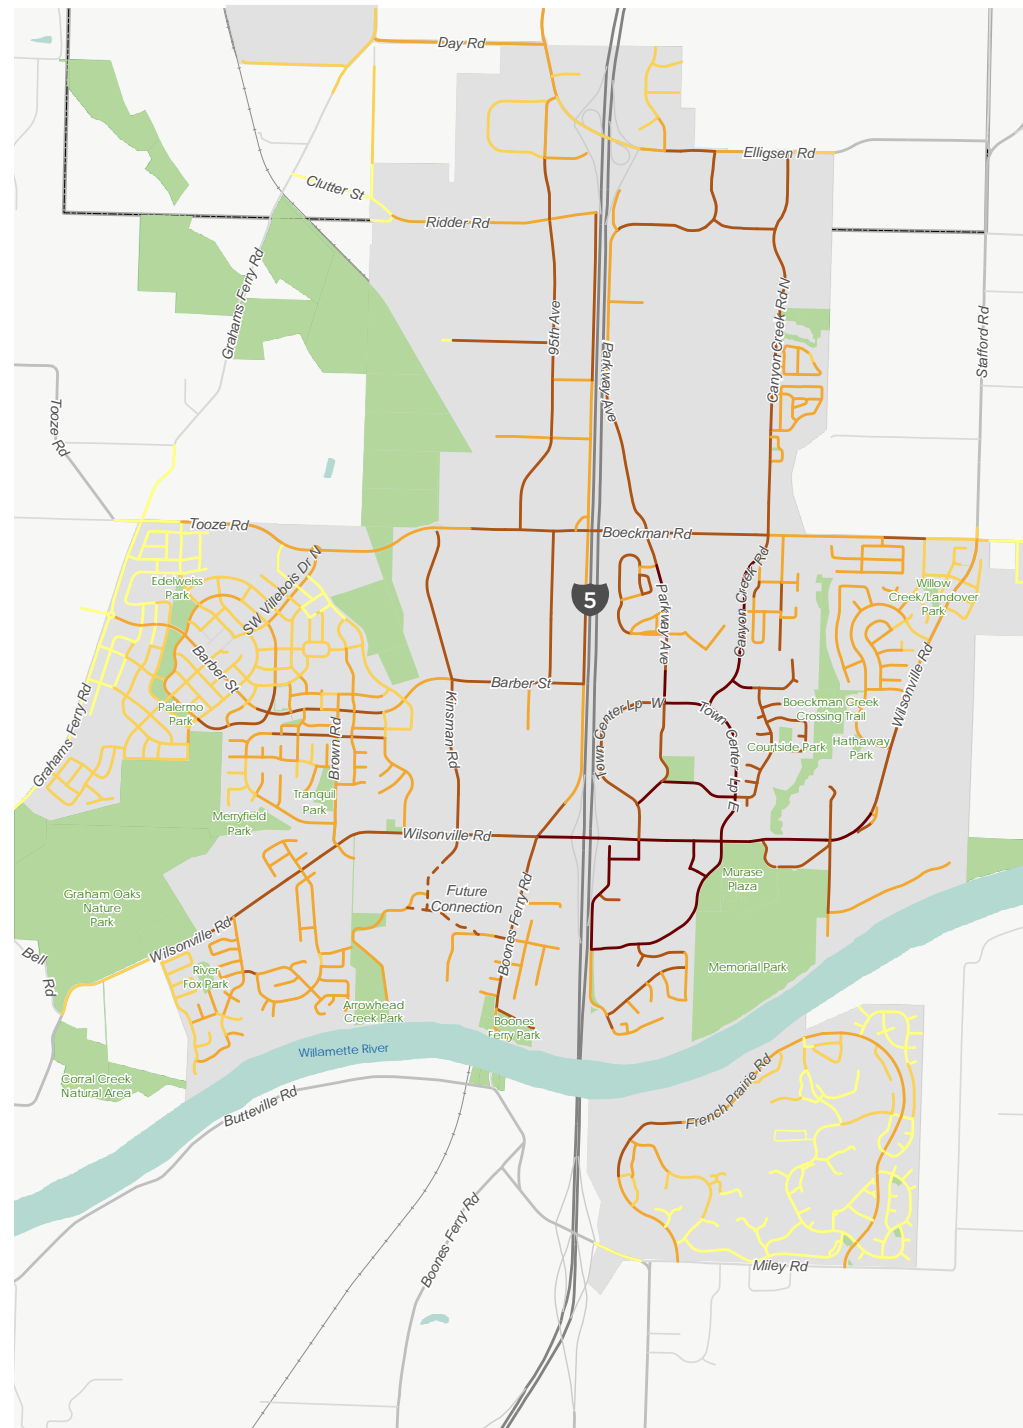 Day Rd
Elligsen Rd
Clutter St
Ridder Rd
Grahams Ferry Rd
95th Ave
Parkway Ave
Canyon Creek Rd N
Stafford Rd
Tooze Rd
Tooze Rd
Boeckman Rd
SW Villebois Dr N
Edelweiss
Park
5
Parkway Ave
Canyon Creek Rd
Willow
Creek/Landover
Park
Barber St
Barber St
Palermo
Park
Grahams Ferry Rd
Brown Rd
Kinsman Rd
Town Center Lp W
Town Center Lp E
Boeckman Creek
Crossing Trail
Wilsonville Rd
Courtside Park
Hathaway
Park
Tranquil
Park
Merryfield
Park
Wilsonville Rd
Graham Oaks
Nature
Park
Future
Connection
Boones Ferry Rd
Murase
Plaza
Wilsonville Rd
Bell Rd
River
Fox Park
Memorial Park
Arrowhead
Creek Park
Boones
Ferry Park
Willamette River
Corral Creek
Natural Area
Butteville Rd
French Prairie Rd
Boones Ferry Rd
Miley Rd